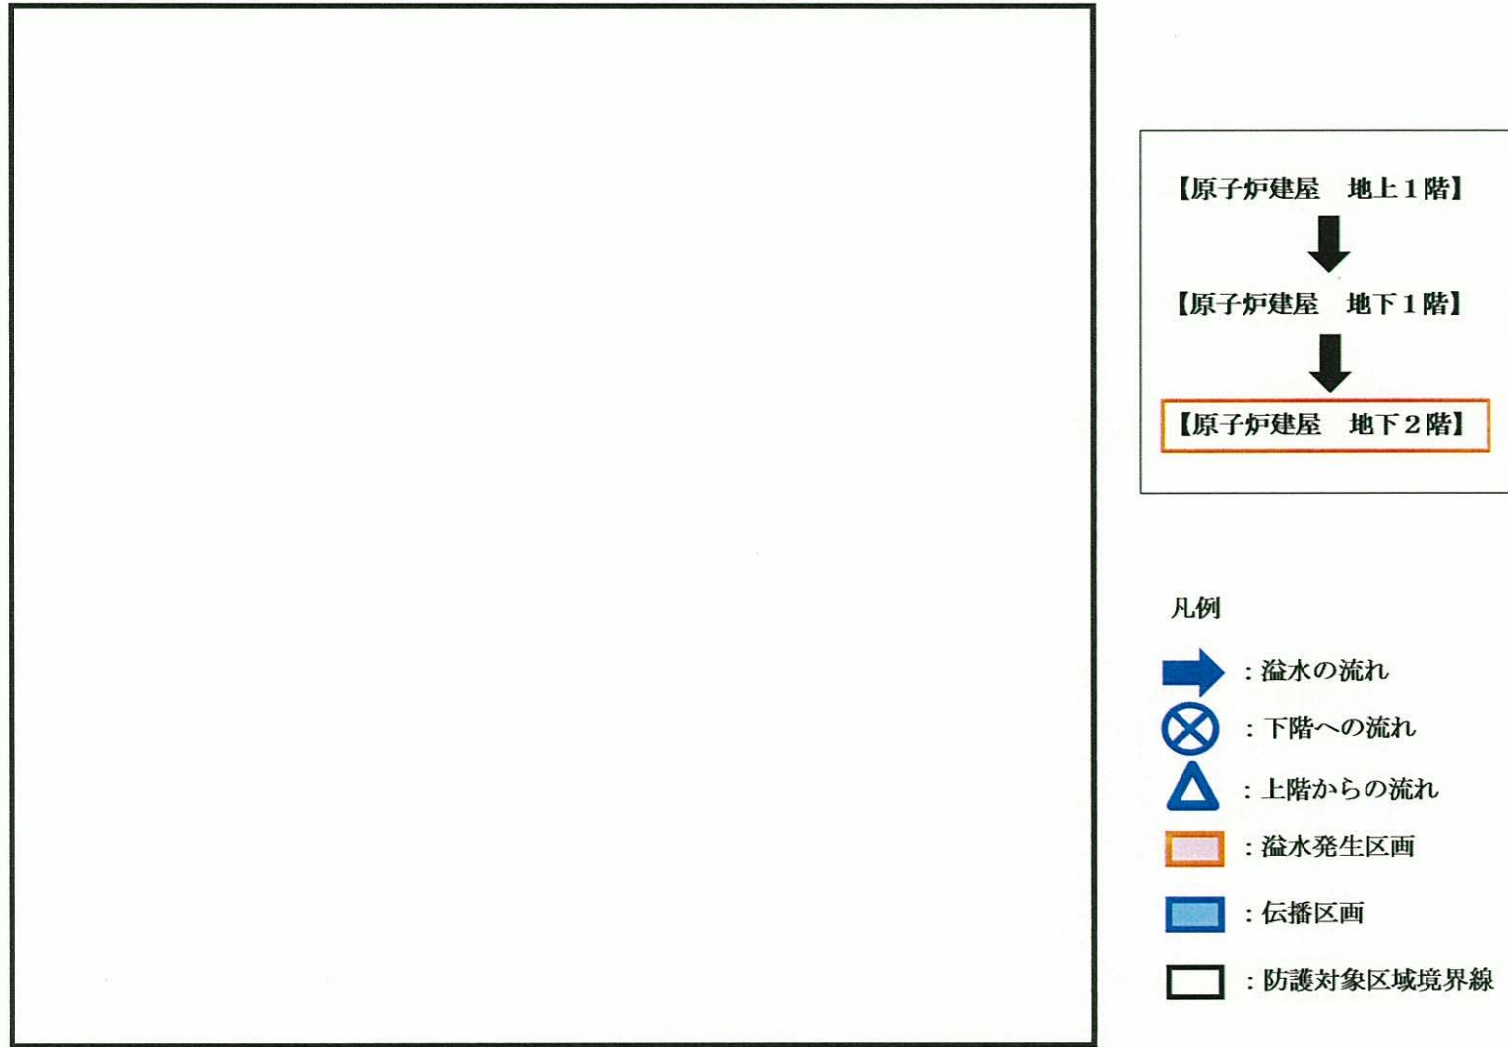 【原子炉建屋　地上１階】
【原子炉建屋　地下１階】
【原子炉建屋　地下２階】
凡例
：溢水の流れ
：下階への流れ
：上階からの流れ
：溢水発生区画
：伝播区画
：防護対象区域境界線